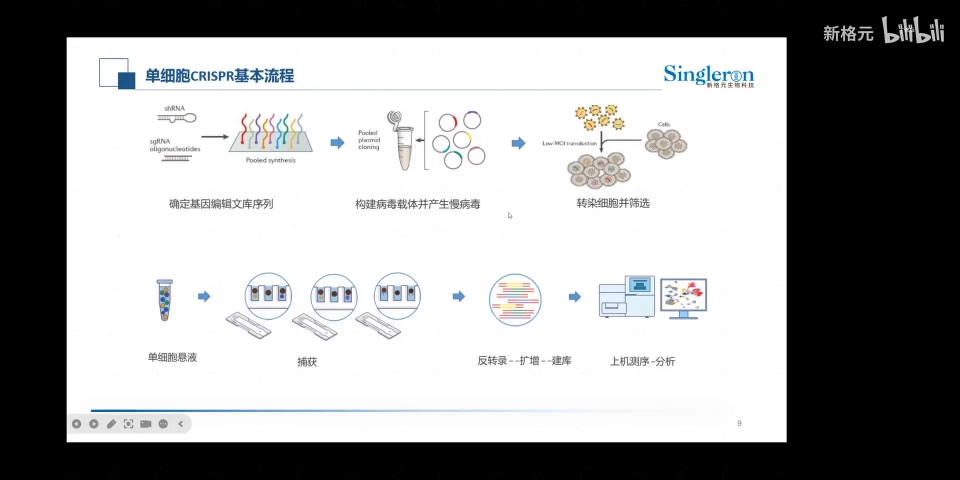 新格元 bilibili
单细胞CRISPR基本流程
Singleron
新格元生物科技
shRNA
sgRNA
oligonucleotides
Pooled synthesis
Pooled
plasmid
cloning
Low-MOI transduction
Cells
确定基因编辑文库序列
构建病毒载体并产生慢病毒
转染细胞并筛选
单细胞悬液
捕获
反转录--扩增--建库
上机测序-分析
9